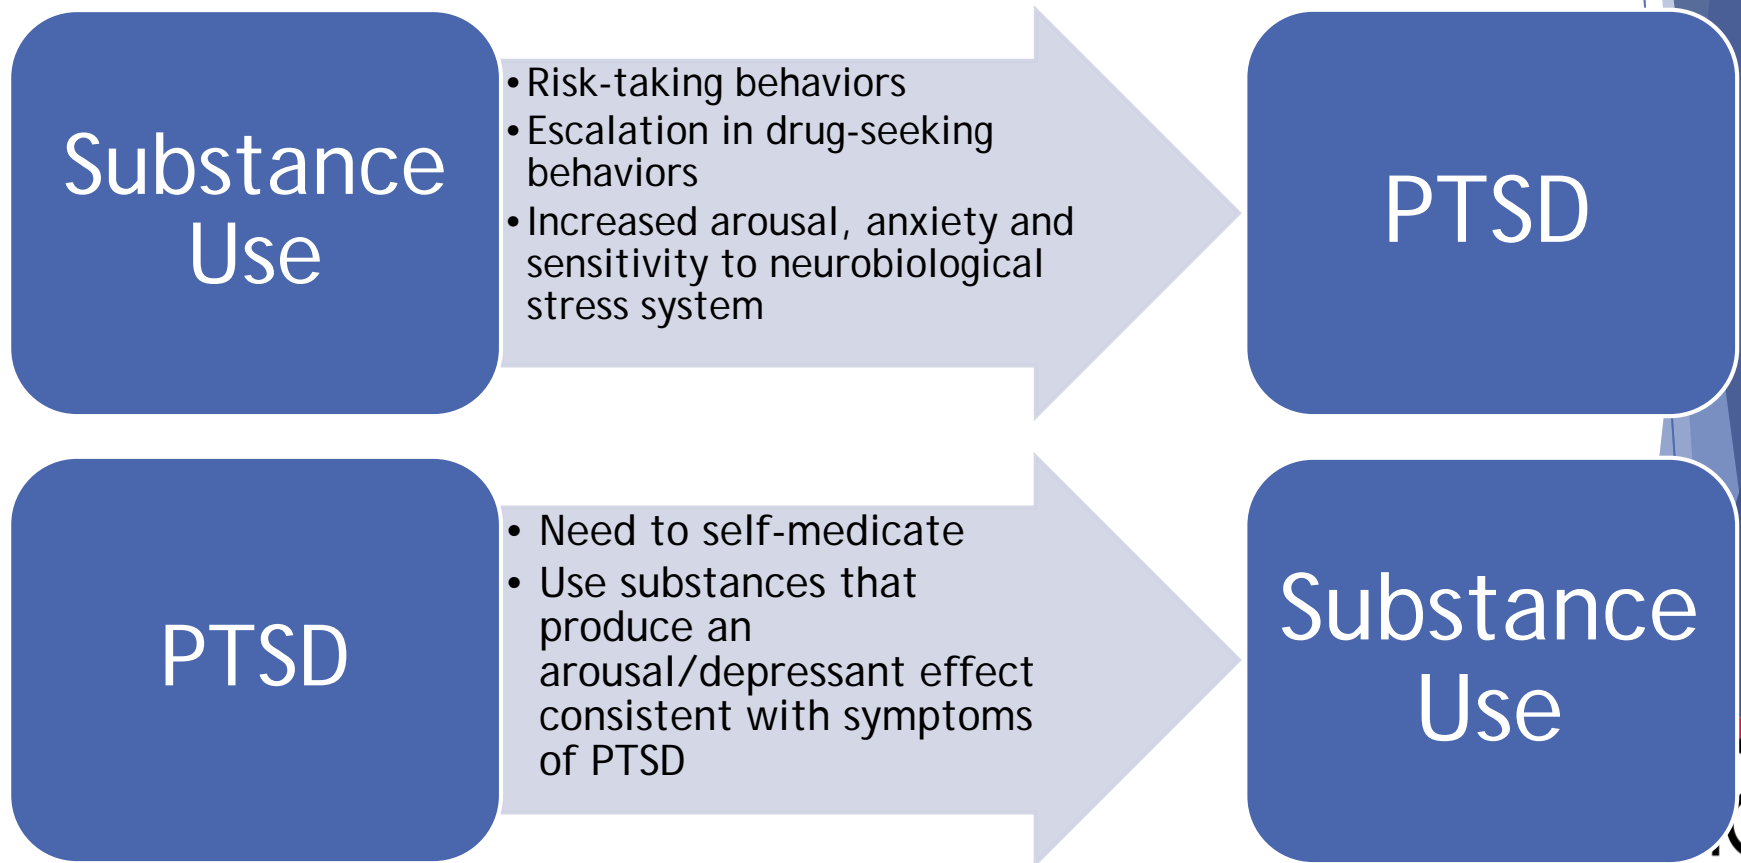 Substance
Use
• Risk-taking behaviors
• Escalation in drug-seeking
behaviors
• Increased arousal, anxiety and
sensitivity to neurobiological
stress system
PTSD
PTSD
• Need to self-medicate
• Use substances that
produce an
arousal/depressant effect
consistent with symptoms
of PTSD
Substance
Use